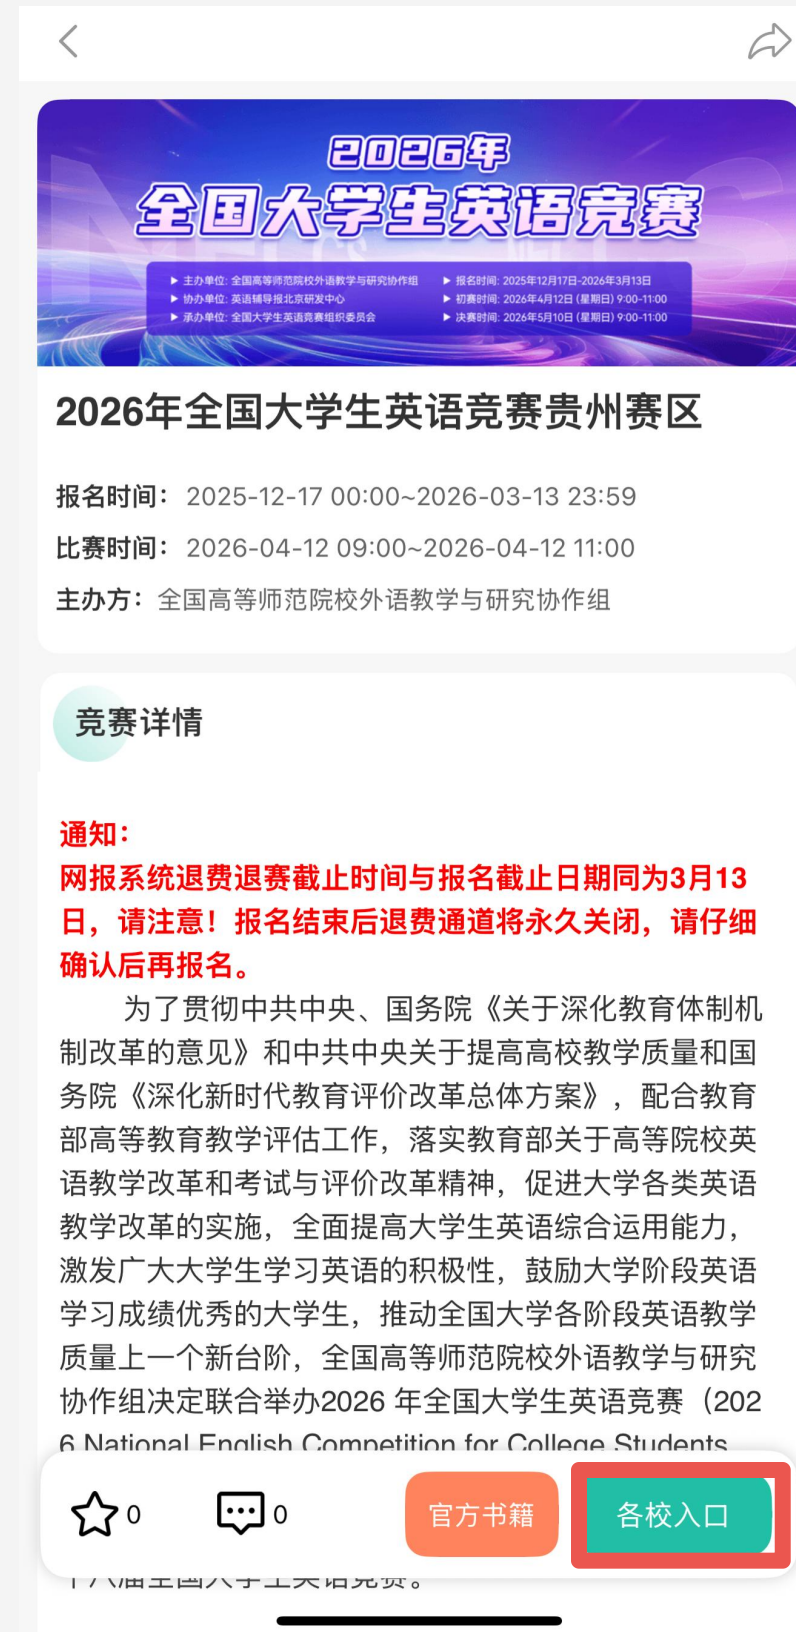 2026年
全国大学生英语竞赛
▶ 主办单位: 全国高等师范院校外语教学与研究协作组
▶ 协办单位: 英语辅导报北京研发中心
▶ 承办单位: 全国大学生英语竞赛组织委员会
▶ 报名时间: 2025年12月17日-2026年3月13日
▶ 初赛时间: 2026年4月12日 (星期日) 9:00-11:00
▶ 决赛时间: 2026年5月10日 (星期日) 9:00-11:00
2026年全国大学生英语竞赛贵州赛区
报名时间： 2025-12-17 00:00~2026-03-13 23:59
比赛时间： 2026-04-12 09:00~2026-04-12 11:00
主办方： 全国高等师范院校外语教学与研究协作组
竞赛详情
通知：
网报系统退费退赛截止时间与报名截止日期同为3月13
日，请注意！报名结束后退费通道将永久关闭，请仔细
确认后再报名。
为了贯彻中共中央、国务院《关于深化教育体制机
制改革的意见》和中共中央关于提高高校教学质量和国
务院《深化新时代教育评价改革总体方案》，配合教育
部高等教育教学评估工作，落实教育部关于高等院校英
语教学改革和考试与评价改革精神，促进大学各类英语
教学改革的实施，全面提高大学生英语综合运用能力，
激发广大大学生学习英语的积极性，鼓励大学阶段英语
学习成绩优秀的大学生，推动全国大学各阶段英语教学
质量上一个新台阶，全国高等师范院校外语教学与研究
协作组决定联合举办2026 年全国大学生英语竞赛（202
6 National English Competition for College Students
0
0
官方书籍
各校入口
十八届全国大学生英语竞赛。